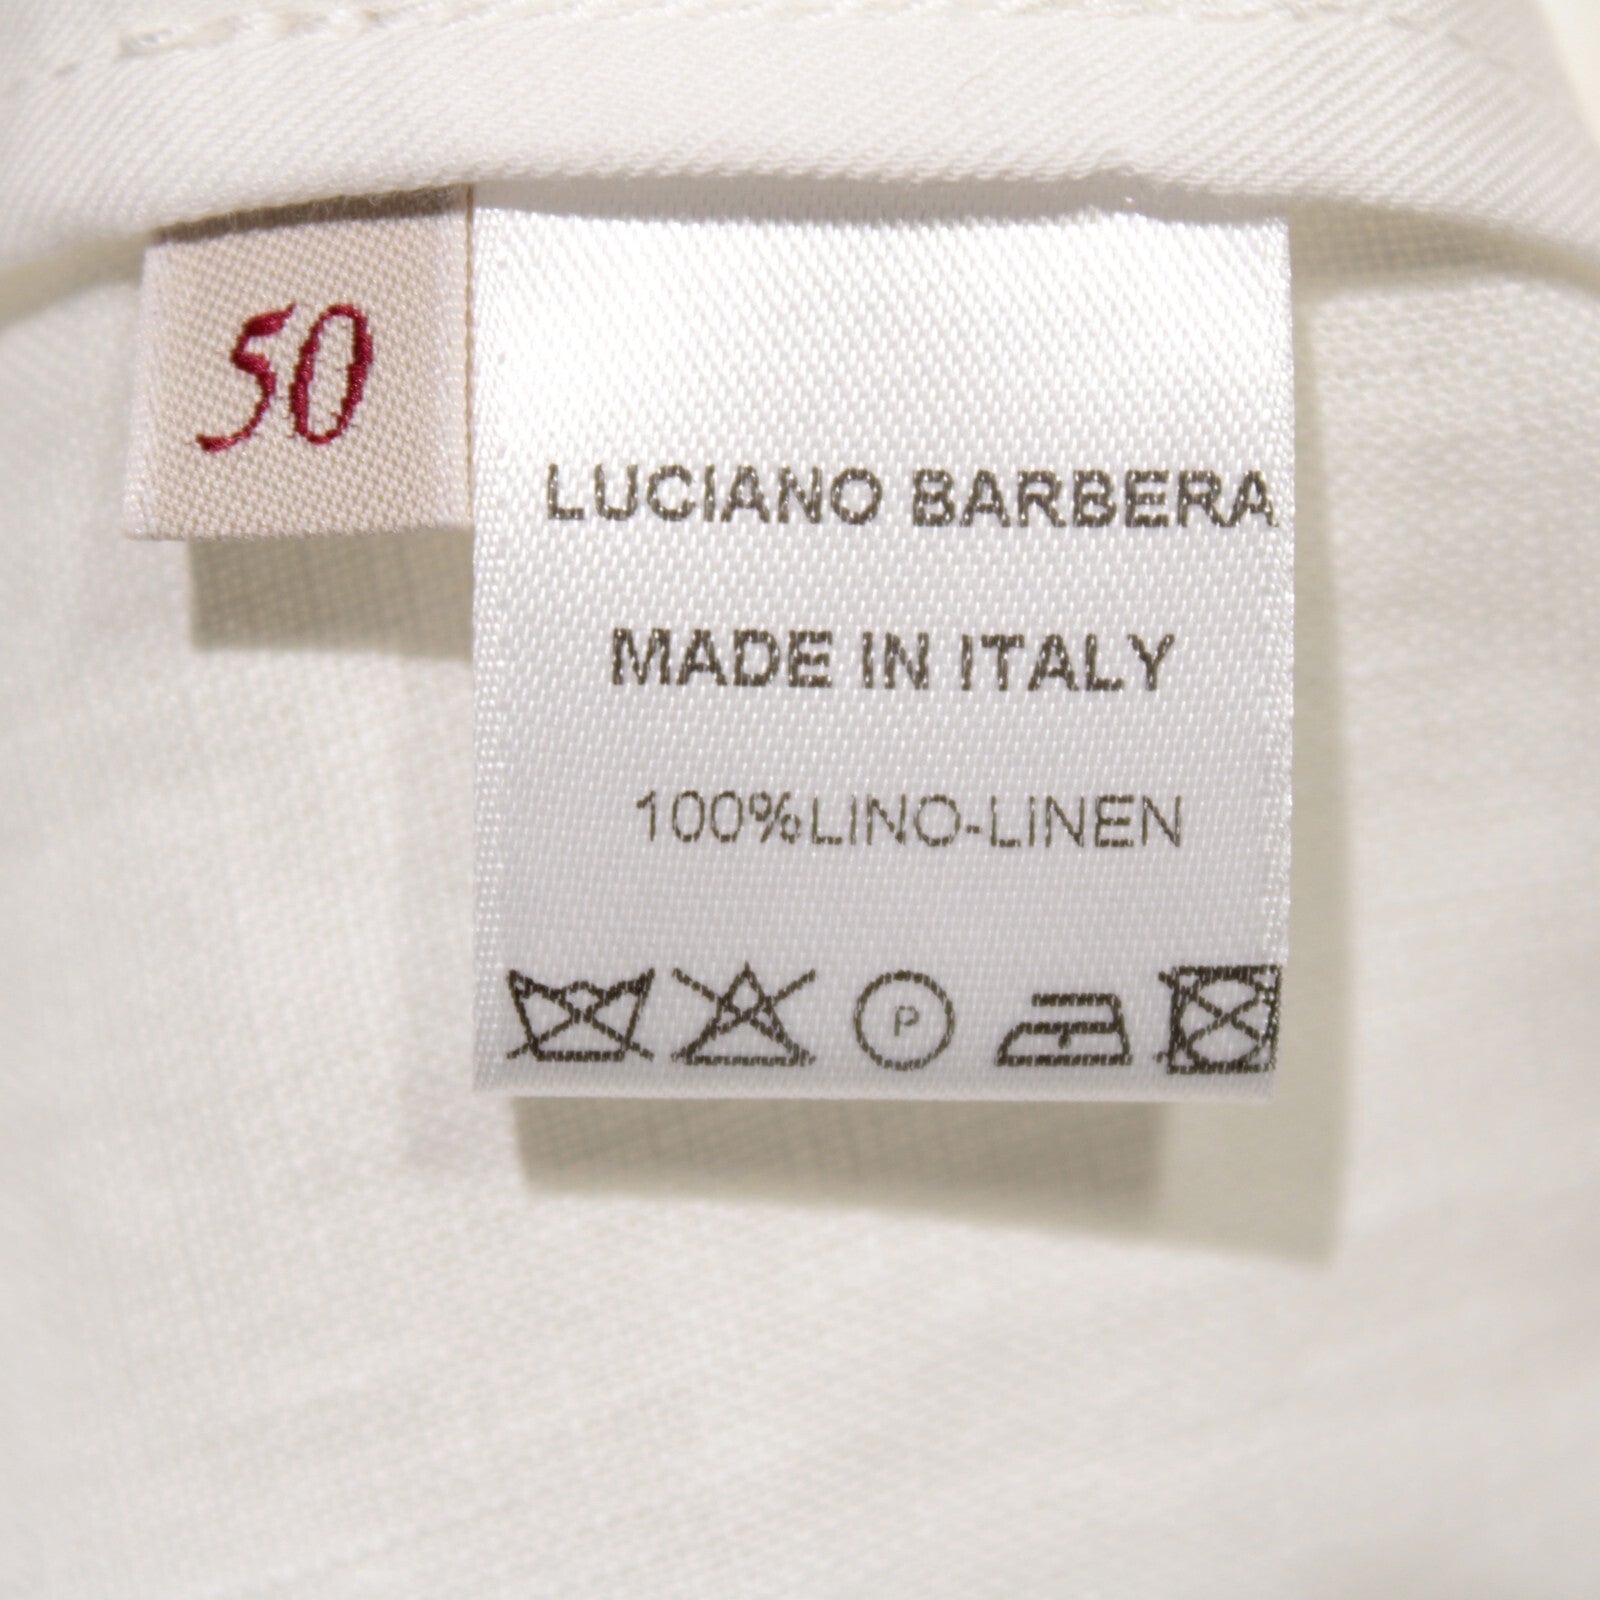 50
LUCIANO BARBERA
MADE IN ITALY
100%LINO-LINEN
P